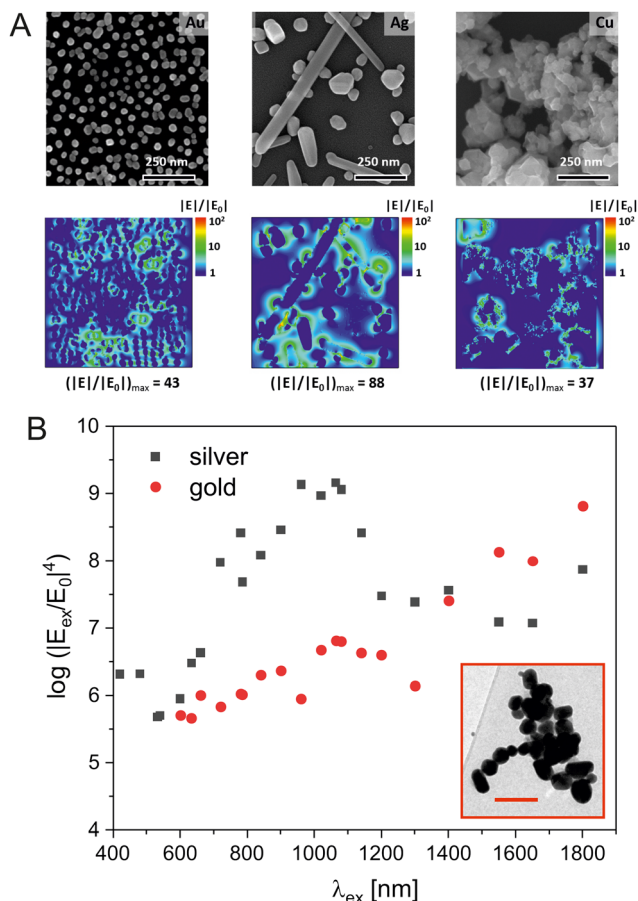 A
Au
Ag
Cu
250 nm
250 nm
250 nm
|E|/|E₀|
|E|/|E₀|
|E|/|E₀|
10²
10
1
10²
10
1
10²
10
1
(|E|/|E₀|)max = 43
(|E|/|E₀|)max = 88
(|E|/|E₀|)max = 37
B
silver
gold
log (|Eex/E0|⁴)
10
9
8
7
6
5
4
400 600 800 1000 1200 1400 1600 1800
λex [nm]